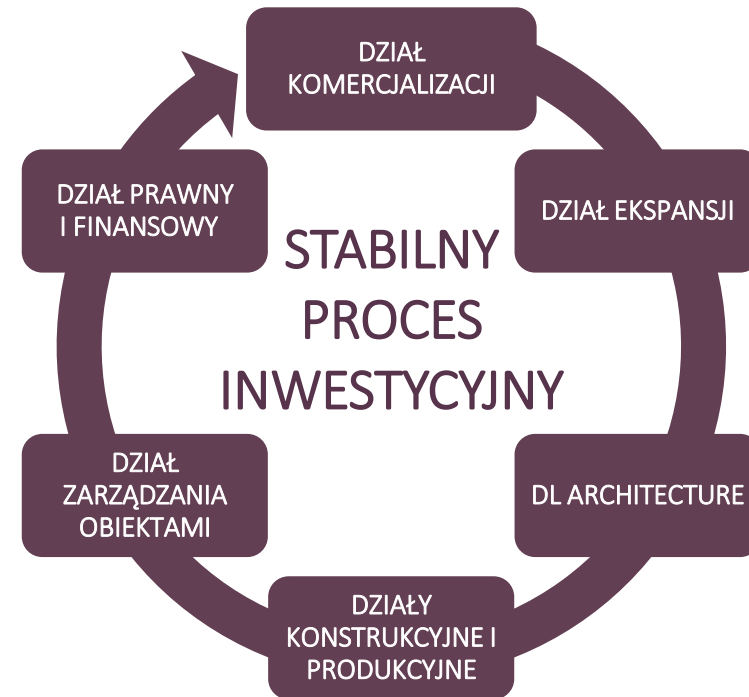 DZIAŁ
KOMERCJALIZACJI
DZIAŁ EKSPANSJI
DL ARCHITECTURE
DZIAŁY
KONSTRUKCYJNE I
PRODUKCYJNE
DZIAŁ
ZARZĄDZANIA
OBIEKTAMI
DZIAŁ PRAWNY
I FINANSOWY
STABILNY
PROCES
INWESTYCYJNY